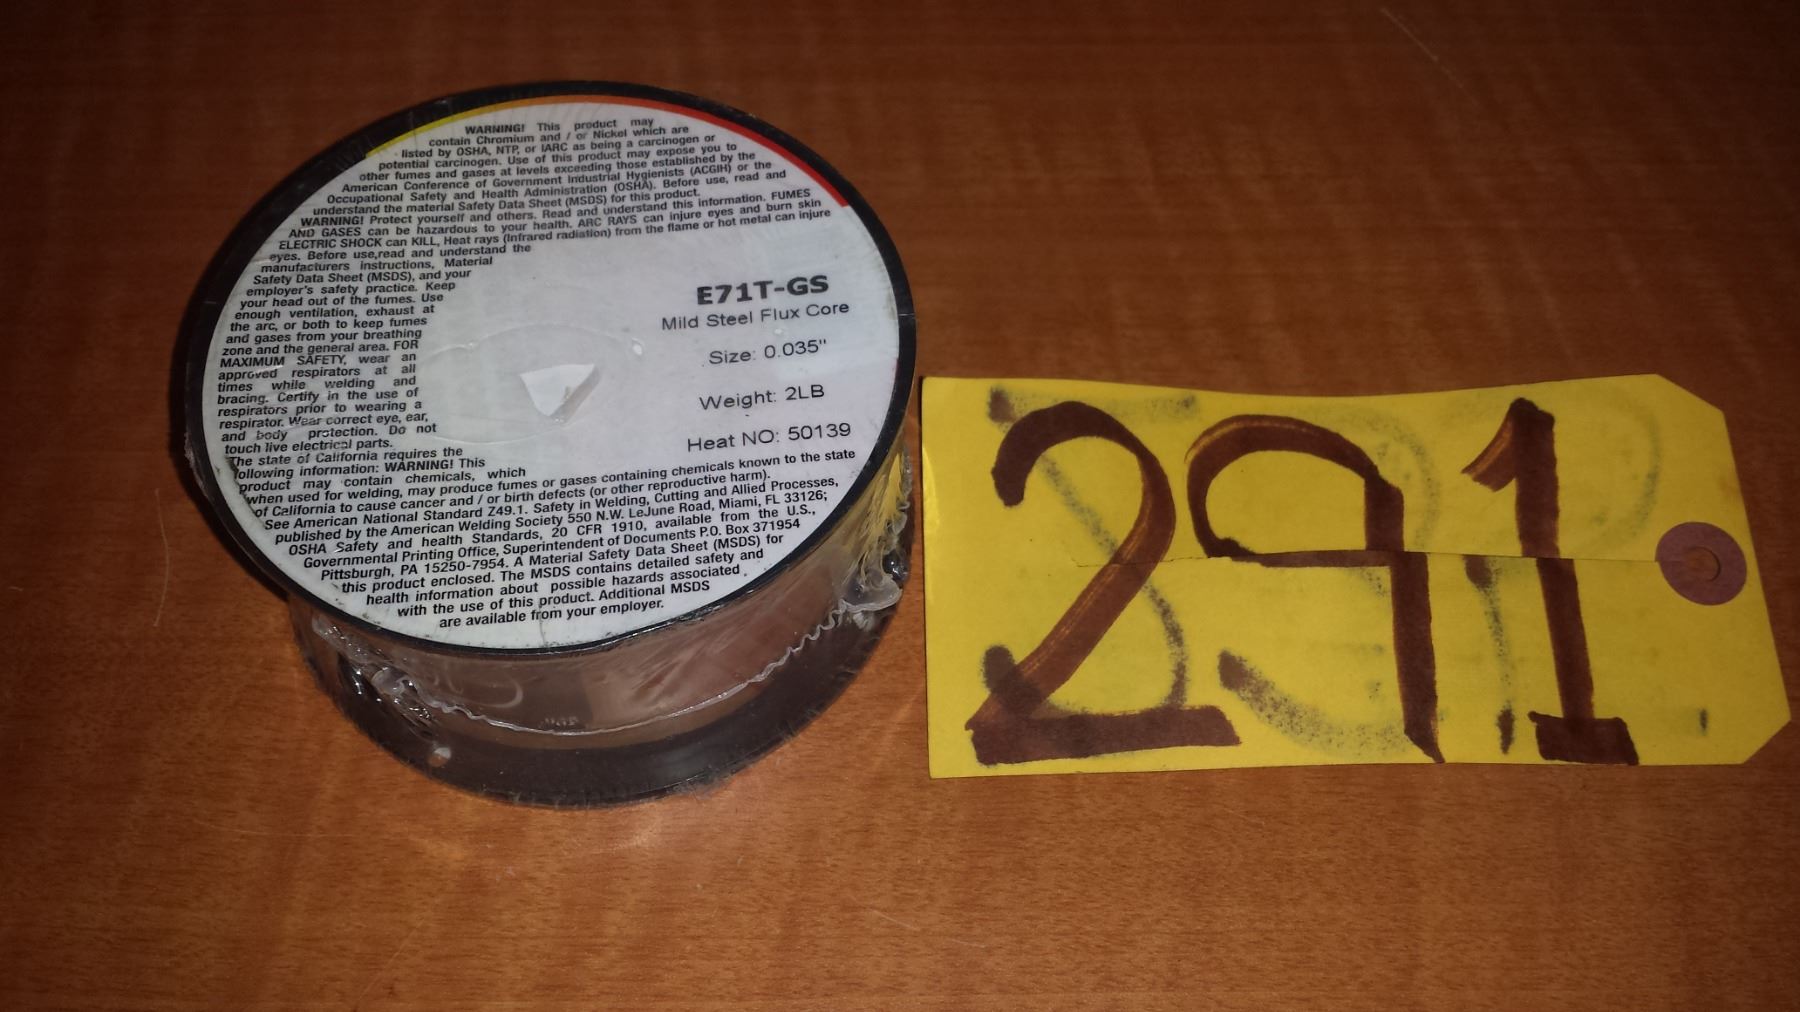 WARNING! This product may
contain Chromium and / or Nickel which are
listed by OSHA, NTP, or IARC as being a carcinogen or
potential carcinogen. Use of this product may expose you to
other fumes and gases at levels exceeding those established by the
American Conference of Government Industrial Hygienists (ACGIH) or the
Occupational Safety and Health Administration (OSHA). Before use, read and
understand the material Safety Data Sheet (MSDS) for this product.
WARNING! Protect yourself and others. Read and understand this information. FUMES
AND GASES can be hazardous to your health. ARC RAYS can injure eyes and burn skin
ELECTRIC SHOCK can KILL, Heat rays (Infrared radiation) from the flame or hot metal can injure
eyes. Before use,read and understand the
manufacturers instructions, Material
Safety Data Sheet (MSDS), and your
employer's safety practice. Keep
your head out of the fumes. Use
enough ventilation, exhaust at
the arc, or both to keep fumes
and gases from your breathing
zone and the general area. FOR
MAXIMUM SAFETY, wear an
approved respirators at all
times while welding and
bracing. Certify in the use of
respirators prior to wearing a
respirator. Wear correct eye, ear,
and body protection. Do not
touch live electrical parts.
The state of California requires the
following information: WARNING! This
product may contain chemicals, which
when used for welding, may produce fumes or gases containing chemicals known to the state
of California to cause cancer and / or birth defects (or other reproductive harm).
See American National Standard Z49.1. Safety in Welding, Cutting and Allied Processes,
published by the American Welding Society 550 N.W. LeJune Road, Miami, FL 33126;
OSHA Safety and health Standards, 20 CFR 1910, available from the U.S.,
Governmental Printing Office, Superintendent of Documents P.O. Box 371954
Pittsburgh, PA 15250-7954. A Material Safety Data Sheet (MSDS) for
this product enclosed. The MSDS contains detailed safety and
health information about possible hazards associated
with the use of this product. Additional MSDS
are available from your employer.
E71T-GS
Mild Steel Flux Core
Size: 0.035"
Weight: 2LB
Heat NO: 50139
291